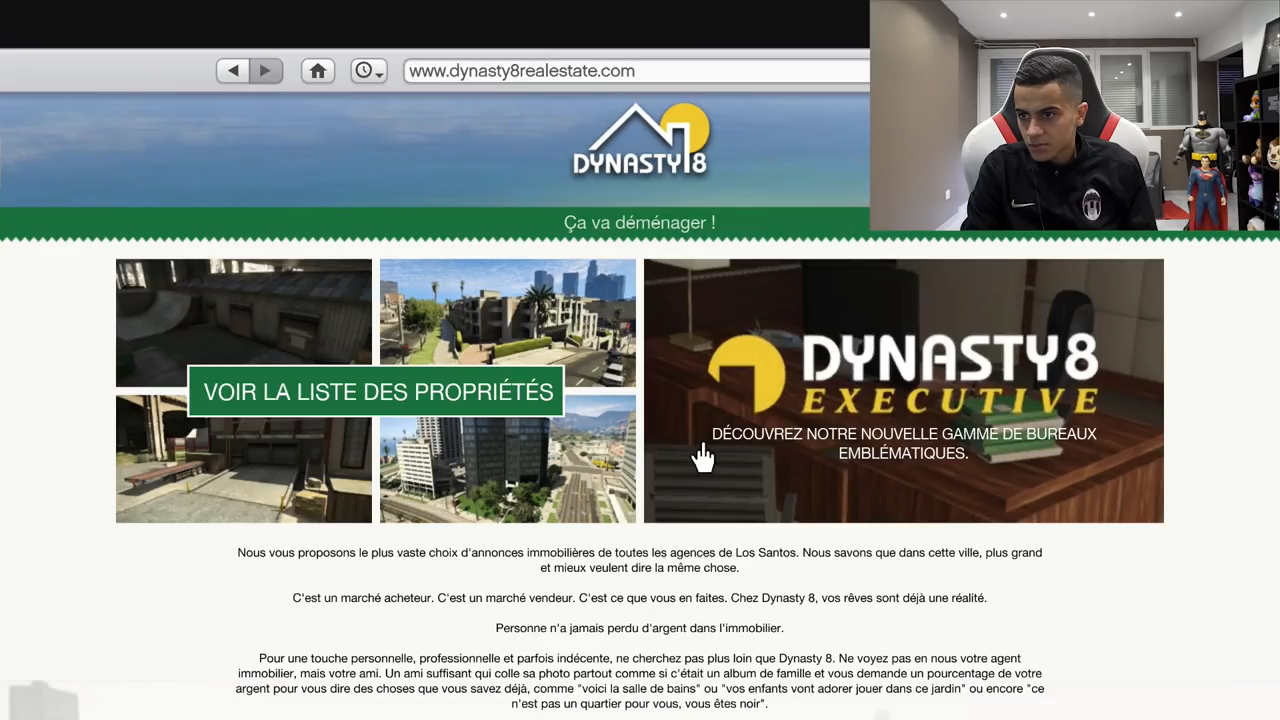 www.dynasty8realestate.com
DYNASTY 8
Ça va déménager !
VOIR LA LISTE DES PROPRIÉTÉS
DYNASTY 8
EXECUTIVE
DÉCOUVREZ NOTRE NOUVELLE GAMME DE BUREAUX
EMBLÉMATIQUES.
Nous vous proposons le plus vaste choix d'annonces immobilières de toutes les agences de Los Santos. Nous savons que dans cette ville, plus grand
et mieux veulent dire la même chose.
C'est un marché acheteur. C'est un marché vendeur. C'est ce que vous en faites. Chez Dynasty 8, vos rêves sont déjà une réalité.
Personne n'a jamais perdu d'argent dans l'immobilier.
Pour une touche personnelle, professionnelle et parfois indécente, ne cherchez pas plus loin que Dynasty 8. Ne voyez pas en nous votre agent
immobilier, mais votre ami. Un ami suffisant qui colle sa photo partout comme si c'était un album de famille et vous demande un pourcentage de votre
argent pour vous dire des choses que vous savez déjà, comme "voici la salle de bains" ou "vos enfants vont adorer jouer dans ce jardin" ou encore "ce
n'est pas un quartier pour vous, vous êtes noir".